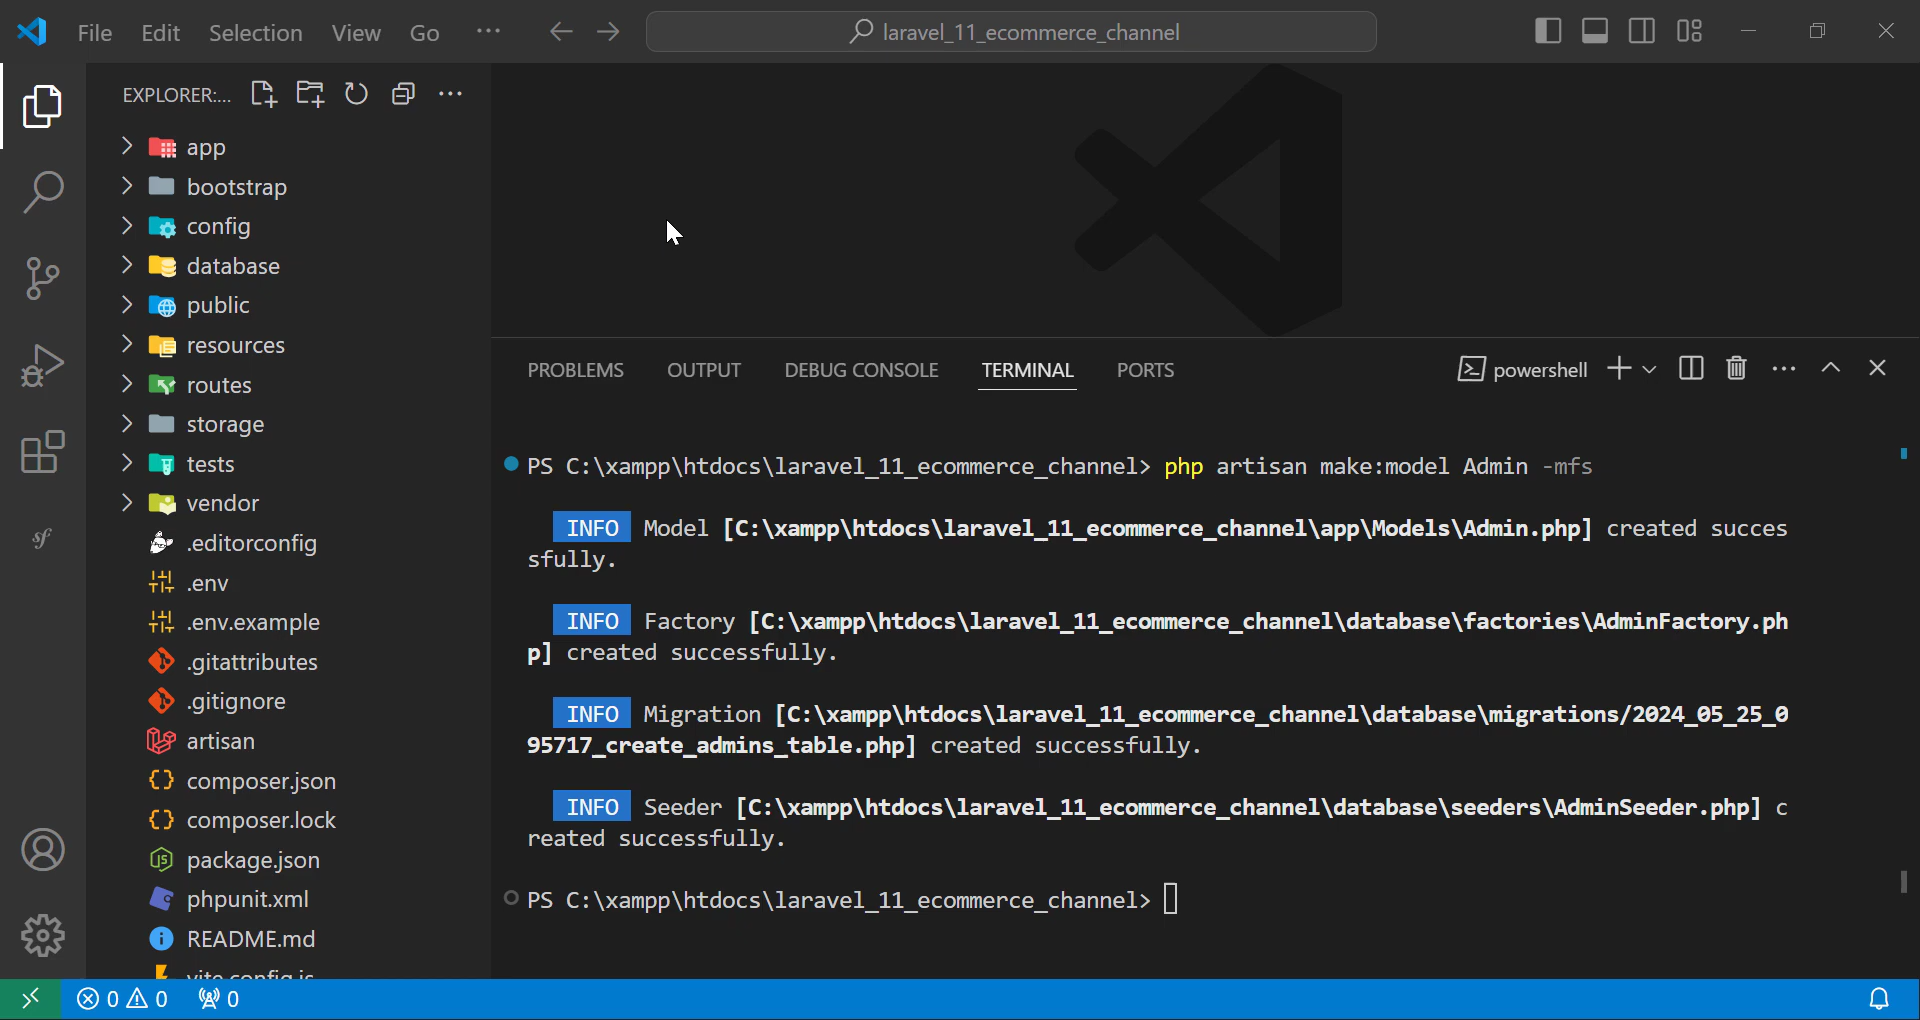 File Edit Selection View Go ··· laravel_11_ecommerce_channel
EXPLORER:...
app
bootstrap
config
database
public
resources
routes
storage
tests
vendor
.editorconfig
.env
.env.example
.gitattributes
.gitignore
artisan
composer.json
composer.lock
package.json
phpunit.xml
README.md
vite.config.js
PROBLEMS OUTPUT DEBUG CONSOLE TERMINAL PORTS powershell
PS C:\xampp\htdocs\laravel_11_ecommerce_channel> php artisan make:model Admin -mfs
INFO Model [C:\xampp\htdocs\laravel_11_ecommerce_channel\app\Models\Admin.php] created succes
sfully.
INFO Factory [C:\xampp\htdocs\laravel_11_ecommerce_channel\database\factories\AdminFactory.ph
p] created successfully.
INFO Migration [C:\xampp\htdocs\laravel_11_ecommerce_channel\database\migrations/2024_05_25_0
95717_create_admins_table.php] created successfully.
INFO Seeder [C:\xampp\htdocs\laravel_11_ecommerce_channel\database\seeders\AdminSeeder.php] c
reated successfully.
PS C:\xampp\htdocs\laravel_11_ecommerce_channel>
0 0 0